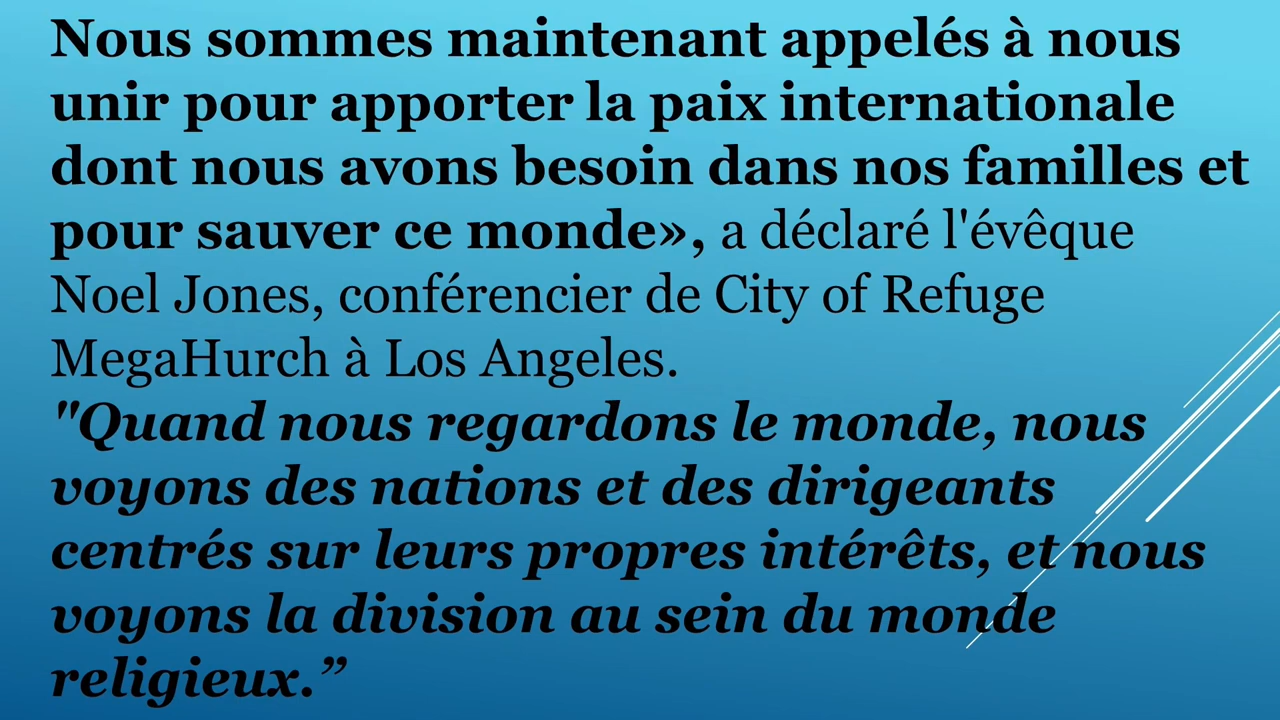 Nous sommes maintenant appelés à nous
unir pour apporter la paix internationale
dont nous avons besoin dans nos familles et
pour sauver ce monde», a déclaré l'évêque
Noel Jones, conférencier de City of Refuge
MegaHurch à Los Angeles.
"Quand nous regardons le monde, nous
voyons des nations et des dirigeants
centrés sur leurs propres intérêts, et nous
voyons la division au sein du monde
religieux.”